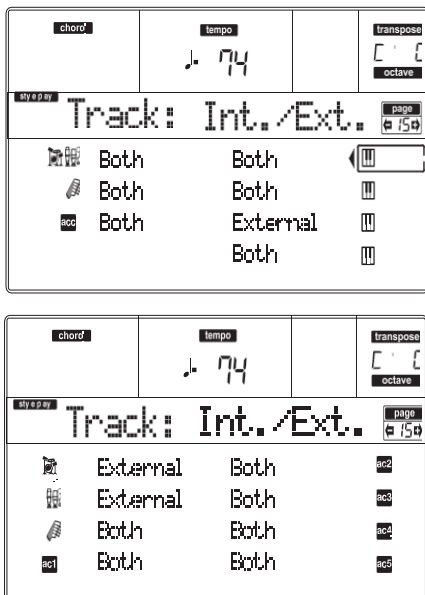 chord tempo transpose
74 C C
octave
style play Track: Int./Ext. page 15
Both Both
Both Both
acc Both External
Both
chord tempo transpose
74 C C
octave
style play Track: Int./Ext. page 15
External Both ac2
External Both ac3
Both Both ac4
ac1 Both Both ac5